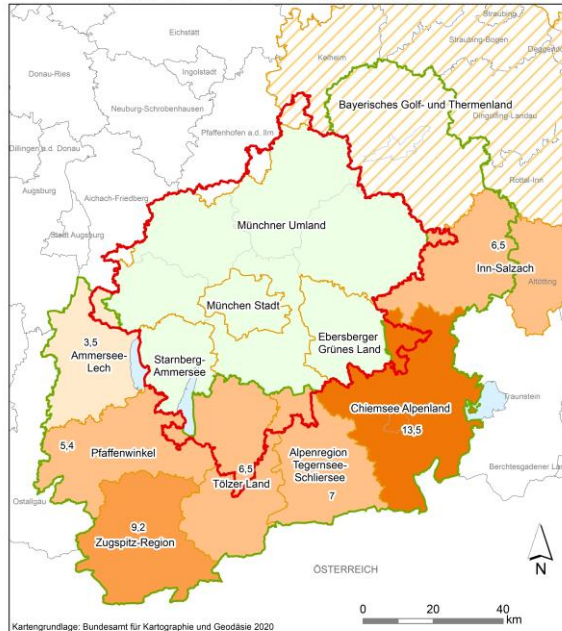 Eichstätt
Straubing
Kelheim
Straubing-Bogen
Deggendorf
Donau-Ries
Ingolstadt
Neuburg-Schrobenhausen
Bayerisches Golf- und Thermenland
Dingolfing-Landau
Pfaffenhofen a.d. Ilm
Dillingen a.d. Donau
Rottal-Inn
Augsburg
Aichach-Friedberg
Münchner Umland
Stadt Augsburg
6,5
Inn-Salzach
Altötting
München Stadt
3,5
Ammersee-
Lech
Starnberg-
Ammersee
Ebersberger
Grünes Land
Traunstein
Chiemsee Alpenland
13,5
5,4
Pfaffenwinkel
6,5
Tölzer Land
Alpenregion
Tegernsee-
Schliersee
7
Berchtesgadener Lan
Ostallgäu
9,2
Zugspitz-Region
ÖSTERREICH
N
0 20 40
km
Kartengrundlage: Bundesamt für Kartographie und Geodäsie 2020